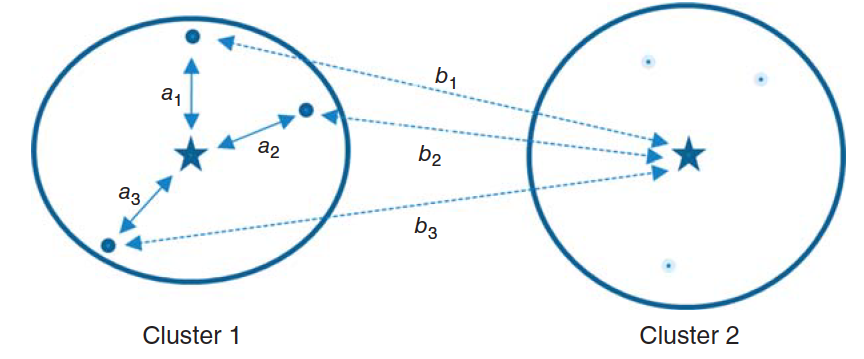 b1
a1
a2
b2
a3
b3
Cluster 1
Cluster 2